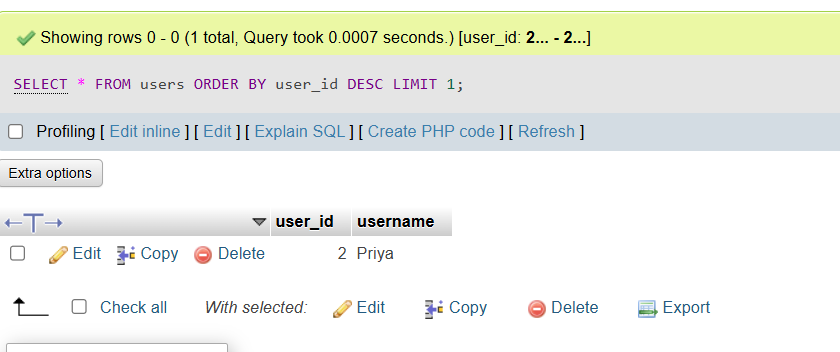 Showing rows 0 - 0 (1 total, Query took 0.0007 seconds.) [user_id: 2... - 2...]
SELECT * FROM users ORDER BY user_id DESC LIMIT 1;
Profiling [ Edit inline ] [ Edit ] [ Explain SQL ] [ Create PHP code ] [ Refresh ]
Extra options
user_id username
Edit Copy Delete 2 Priya
Check all With selected: Edit Copy Delete Export